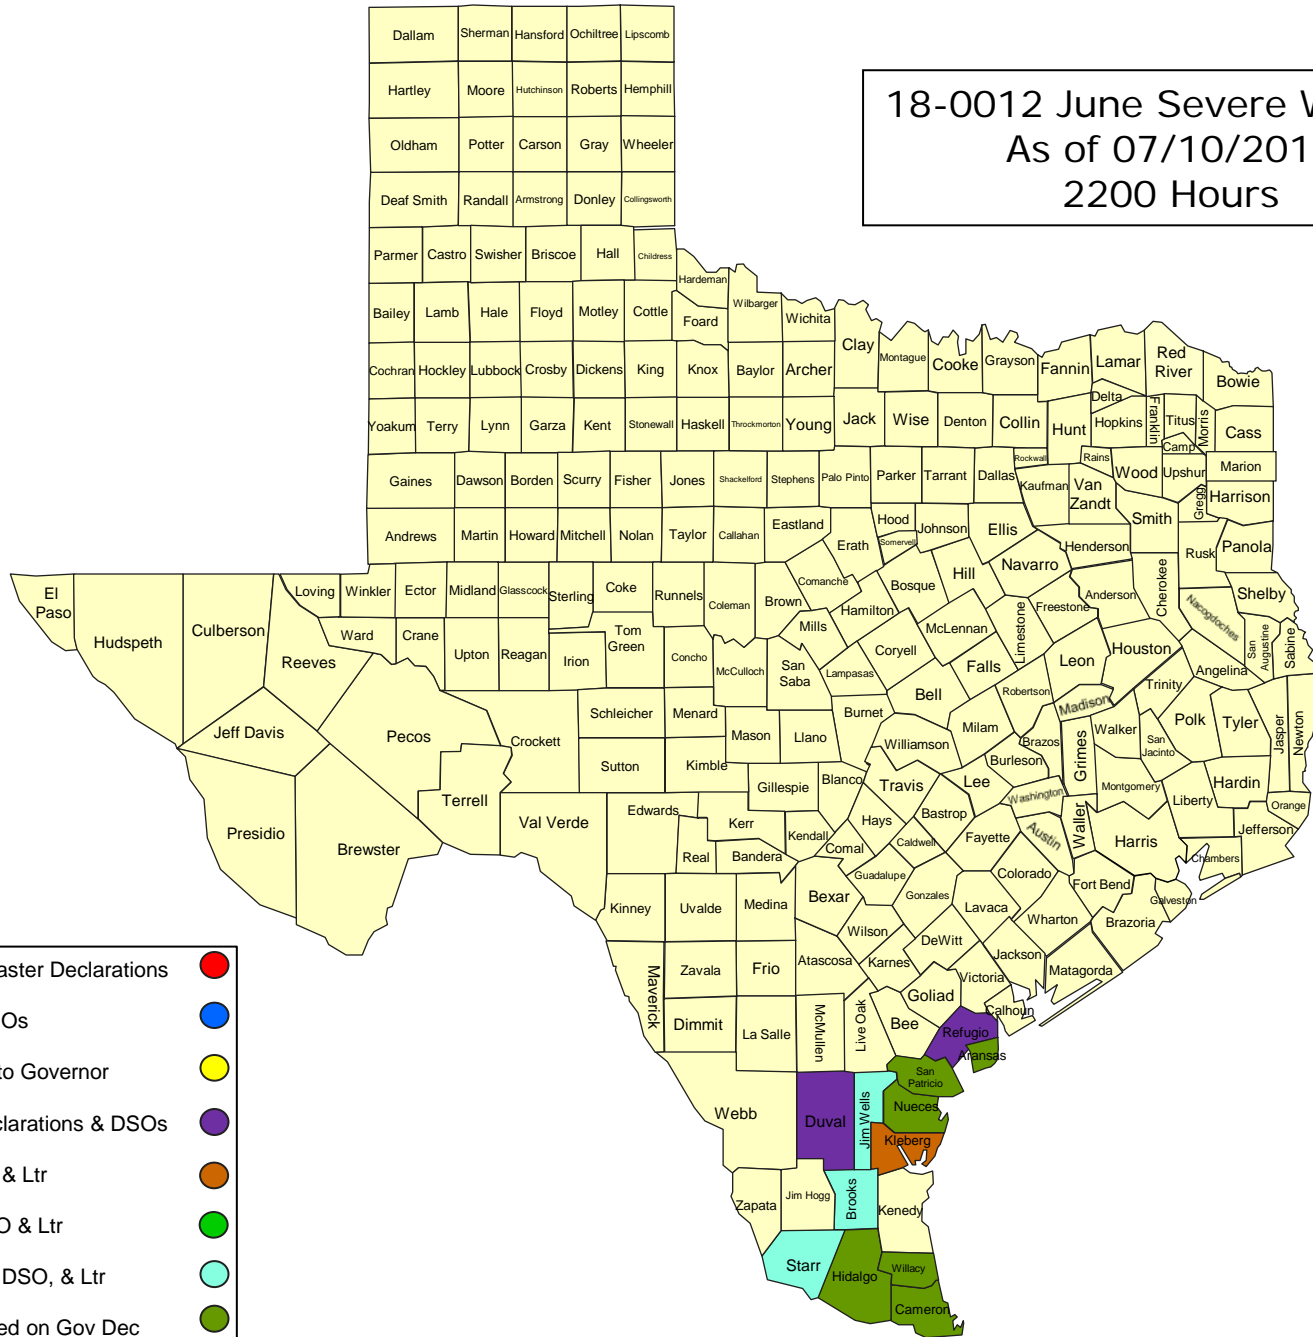 Dallam Sherman Hansford Ochiltree Lipscomb
Hartley Moore Hutchinson Roberts Hemphill
18-0012 June Severe W
As of 07/10/201
2200 Hours
Oldham Potter Carson Gray Wheeler
Deaf Smith Randall Armstrong Donley Collingsworth
Parmer Castro Swisher Briscoe Hall Childress
Hardeman
Bailey Lamb Hale Floyd Motley Cottle Foard Wilbarger Wichita
Clay Montague Cooke Grayson Fannin Lamar Red River Bowie
Cochran Hockley Lubbock Crosby Dickens King Knox Baylor Archer
Delta
Yoakum Terry Lynn Garza Kent Stonewall Haskell Throckmorton Young Jack Wise Denton Collin Hunt Hopkins Franklin Titus Morris Cass
Camp
Gaines Dawson Borden Scurry Fisher Jones Shackelford Stephens Palo Pinto Parker Tarrant Dallas Rockwall Kaufman Rains Van Zandt Wood Upshur Marion
Gregg Harrison
Andrews Martin Howard Mitchell Nolan Taylor Callahan Eastland Erath Hood Somervell Johnson Ellis Henderson Smith Rusk Panola
El Paso Hudspeth Culberson Loving Winkler Ector Midland Glasscock Sterling Coke Runnels Coleman Brown Comanche Hamilton Bosque Hill Navarro Freestone Anderson Cherokee Nacogdoches Shelby
Reeves Ward Crane Upton Reagan Irion Tom Green Concho McCulloch San Saba Mills Lampasas Coryell McLennan Limestone Falls Leon Houston Angelina San Augustine Sabine
Jeff Davis Pecos Crockett Schleicher Menard Mason Llano Burnet Bell Milam Robertson Madison Trinity Walker San Jacinto Polk Tyler Jasper Newton
Sutton Kimble Gillespie Blanco Williamson Travis Lee Burleson Brazos Grimes Washington Montgomery Liberty Hardin Orange
Presidio Brewster Terrell Val Verde Edwards Real Kerr Bandera Kendall Comal Hays Caldwell Bastrop Fayette Austin Waller Harris Jefferson Chambers
Kinney Uvalde Medina Bexar Guadalupe Gonzales Lavaca Colorado Wharton Fort Bend Brazoria Galveston
Maverick Zavala Frio Atascosa Wilson Karnes DeWitt Victoria Jackson Matagorda
Dimmit La Salle McMullen Live Oak Bee Goliad Refugio Calhoun
Aransas
San Patricio
Webb Duval Jim Wells Nueces
Kleberg
Zapata Jim Hogg Brooks Kenedy
Starr Hidalgo Willacy
Cameron
aster Declarations
Os
to Governor
clarations & DSOs
& Ltr
O & Ltr
DSO, & Ltr
ed on Gov Dec